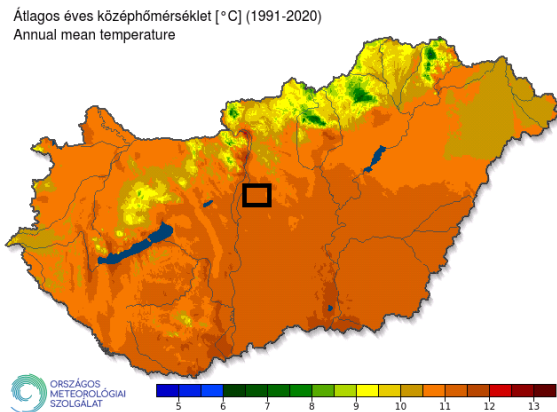 Átlagos éves középhőmérséklet [°C] (1991-2020)
Annual mean temperature
ORSZÁGOS
METEOROLÓGIAI
SZOLGÁLAT
5 6 7 8 9 10 11 12 13